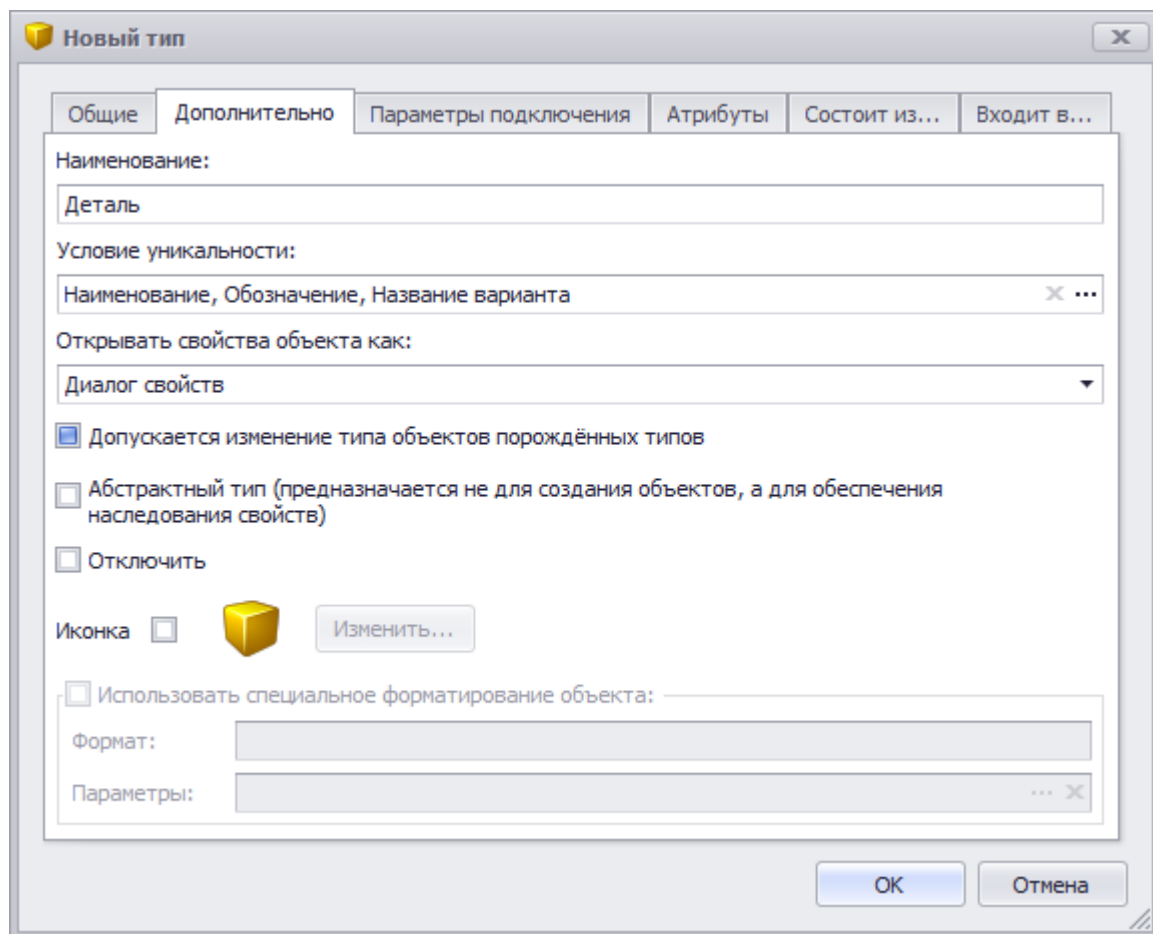 Новый тип
Общие
Дополнительно
Параметры подключения
Атрибуты
Состоит из...
Входит в...
Наименование:
Деталь
Условие уникальности:
Наименование, Обозначение, Название варианта
Открывать свойства объекта как:
Диалог свойств
Допускается изменение типа объектов порождённых типов
Абстрактный тип (предназначается не для создания объектов, а для обеспечения
наследования свойств)
Отключить
Иконка
Изменить...
Использовать специальное форматирование объекта:
Формат:
Параметры:
ОК
Отмена